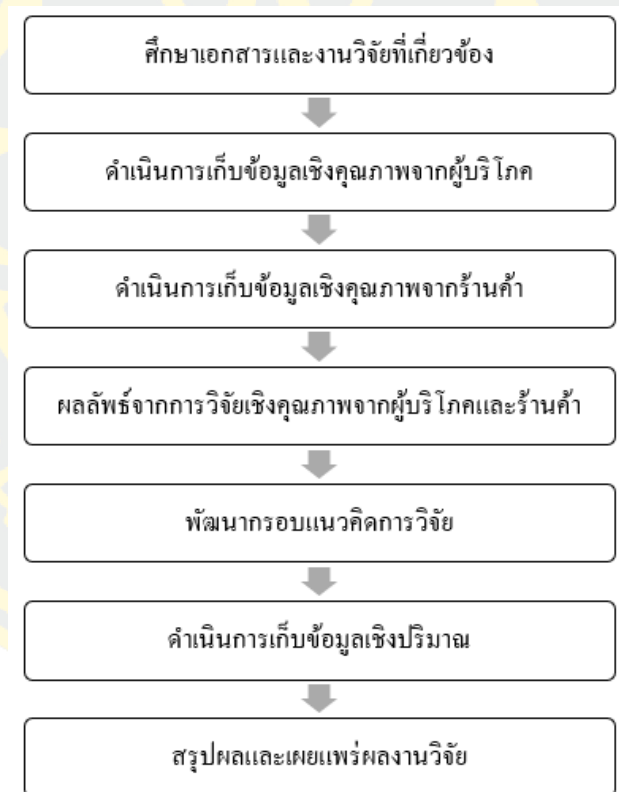 ศึกษาเอกสารและงานวิจัยที่เกี่ยวข้อง
ดำเนินการเก็บข้อมูลเชิงคุณภาพจากผู้บริโภค
ดำเนินการเก็บข้อมูลเชิงคุณภาพจากร้านค้า
ผลลัพธ์จากการวิจัยเชิงคุณภาพจากผู้บริโภคและร้านค้า
พัฒนากรอบแนวคิดการวิจัย
ดำเนินการเก็บข้อมูลเชิงปริมาณ
สรุปผลและเผยแพร่ผลงานวิจัย